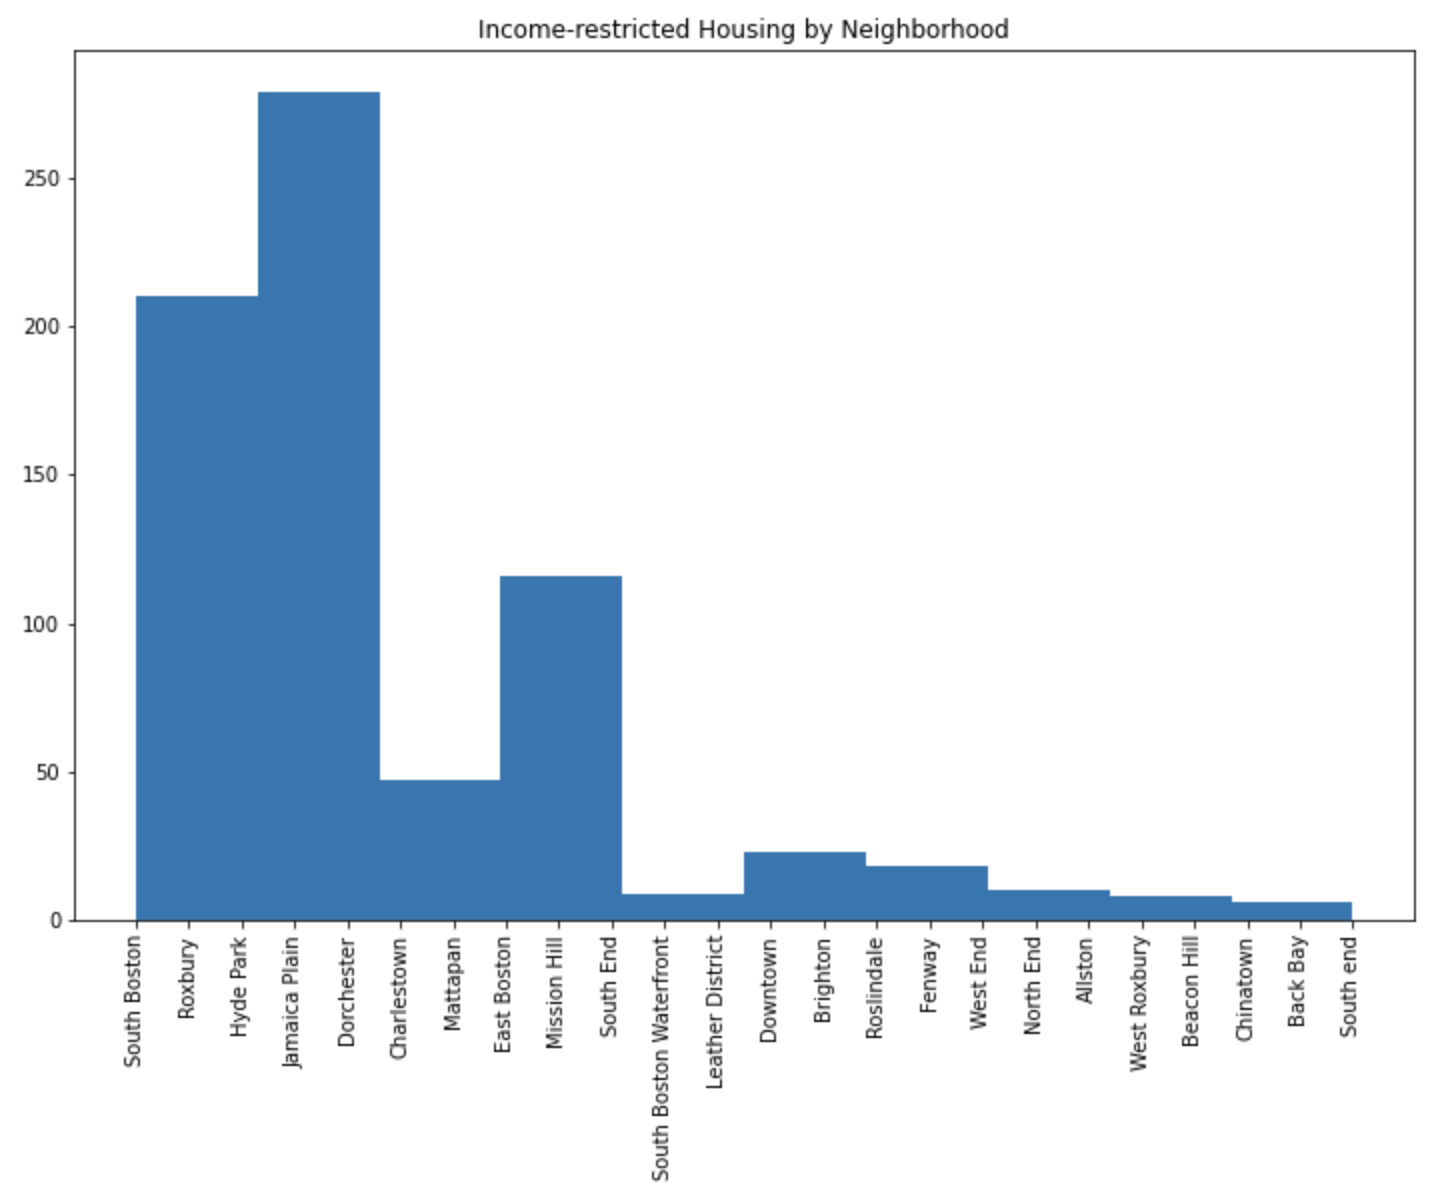 Income-restricted Housing by Neighborhood
250
200
150
100
50
0
South Boston
Roxbury
Hyde Park
Jamaica Plain
Dorchester
Charlestown
Mattapan
East Boston
Mission Hill
South End
South Boston Waterfront
Leather District
Downtown
Brighton
Roslindale
Fenway
West End
North End
Allston
West Roxbury
Beacon Hill
Chinatown
Back Bay
South end